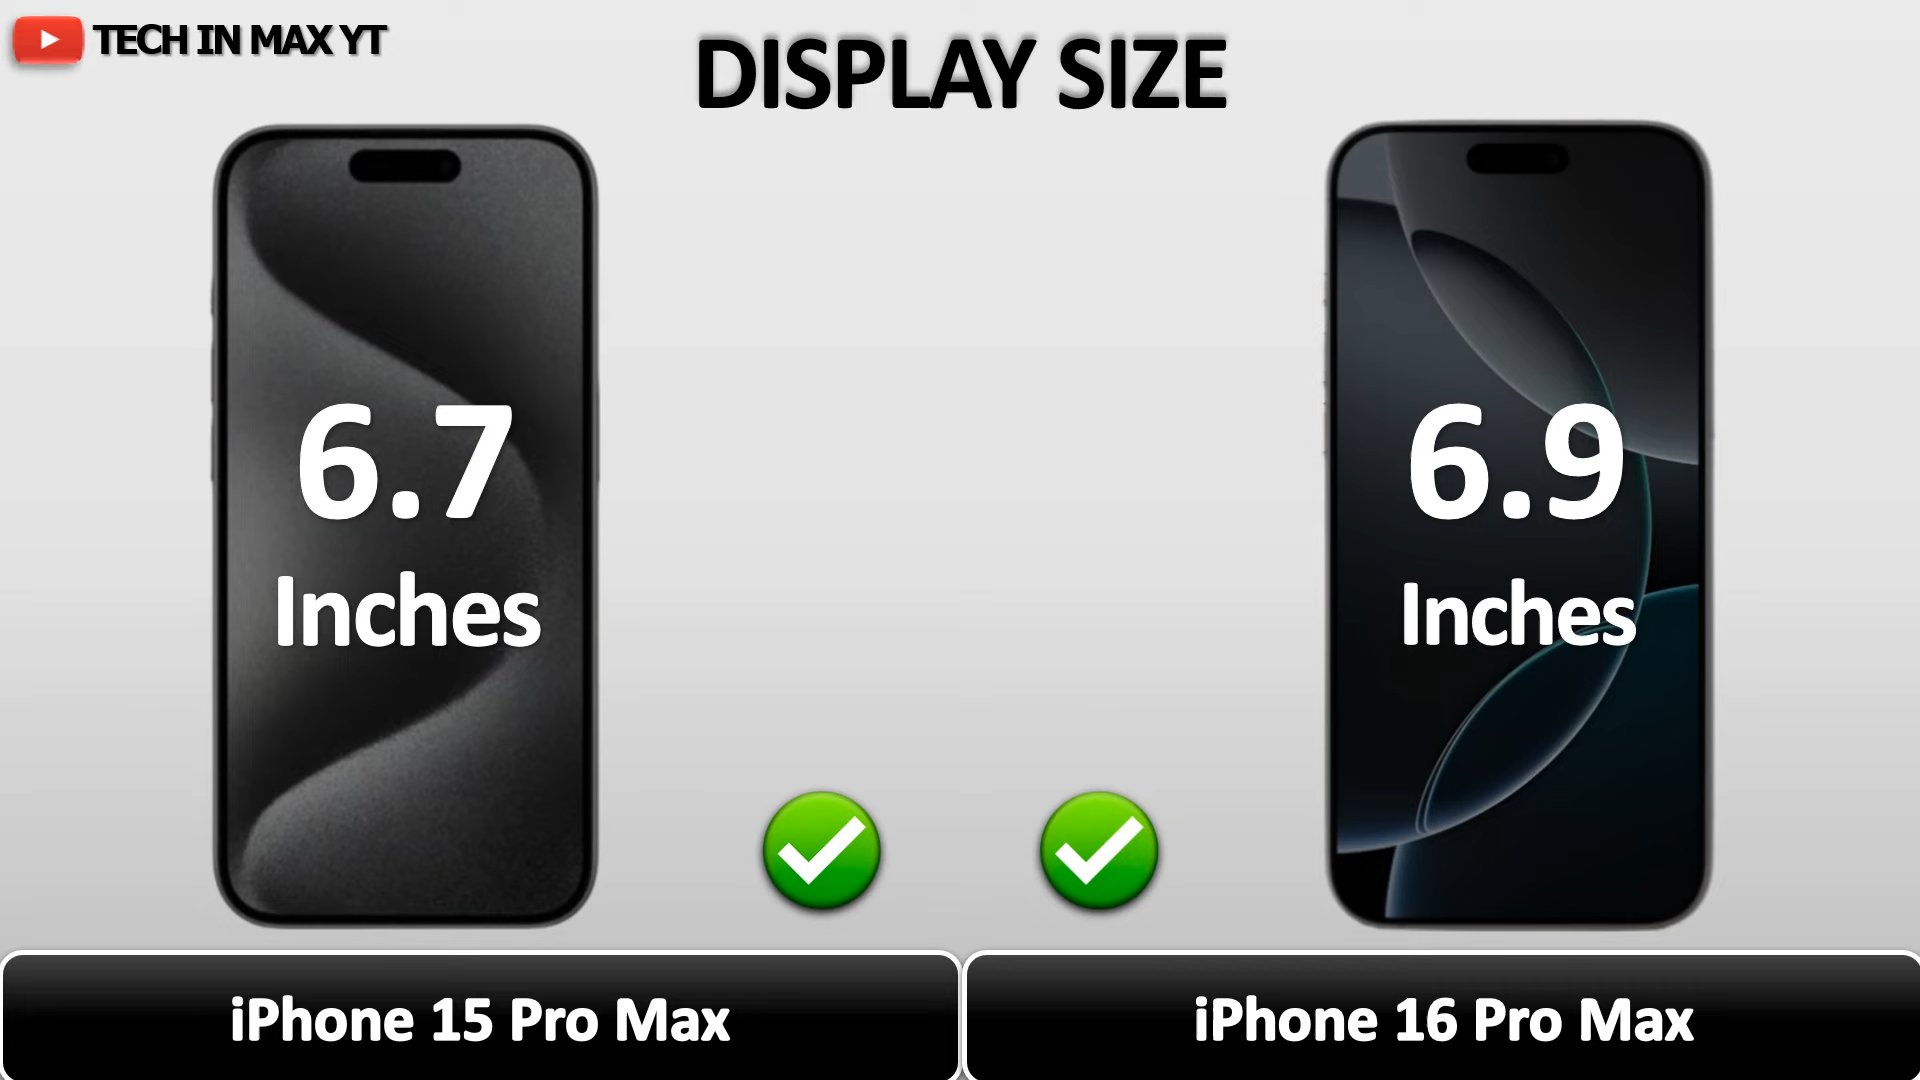 TECH IN MAX YT
DISPLAY SIZE
6.7
Inches
6.9
Inches
iPhone 15 Pro Max
iPhone 16 Pro Max